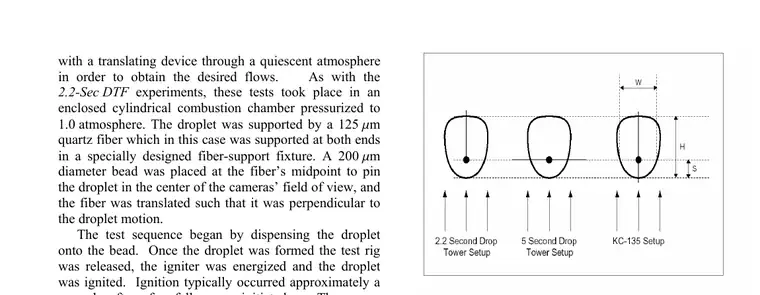 with a translating device through a quiescent atmosphere
in order to obtain the desired flows. As with the
2.2-Sec DTF experiments, these tests took place in an
enclosed cylindrical combustion chamber pressurized to
1.0 atmosphere. The droplet was supported by a 125 μm
quartz fiber which in this case was supported at both ends
in a specially designed fiber-support fixture. A 200 μm
diameter bead was placed at the fiber's midpoint to pin
the droplet in the center of the cameras' field of view, and
the fiber was translated such that it was perpendicular to
the droplet motion.
The test sequence began by dispensing the droplet
onto the bead. Once the droplet was formed the test rig
was released, the igniter was energized and the droplet
was ignited. Ignition typically occurred approximately a
W
H
S
2.2 Second Drop
Tower Setup
5 Second Drop
Tower Setup
KC-135 Setup